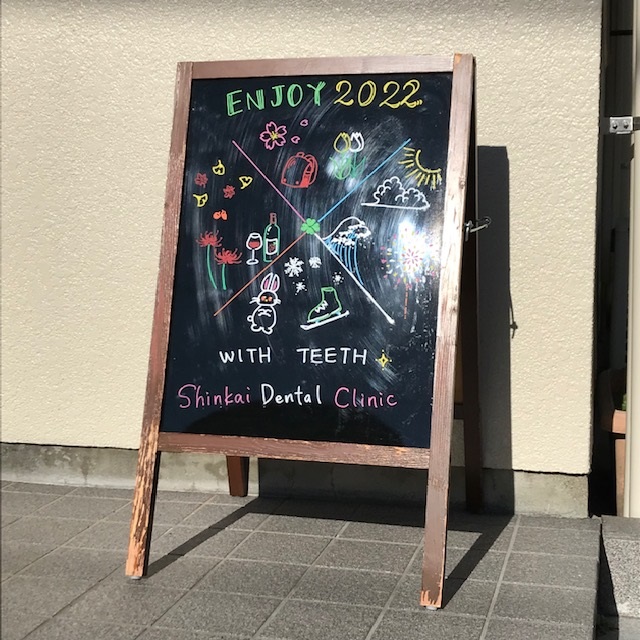 ENJOY 2022
WITH TEETH
Shinkai Dental Clinic